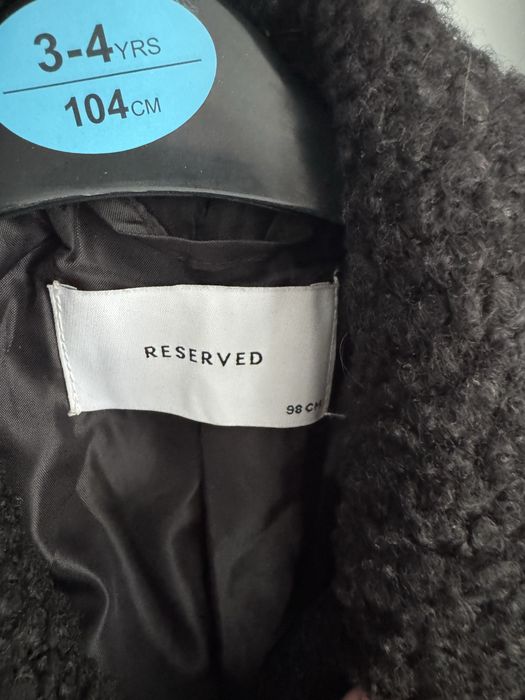 3-4YRS
104CM
RESERVED
98 CM